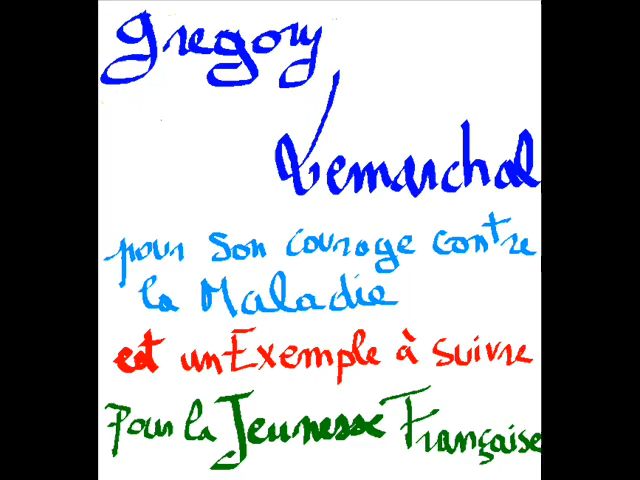 Gregory
Lemarchal
pour son courage contre
la Maladie
est un Exemple à suivre
Pour la Jeunesse Française